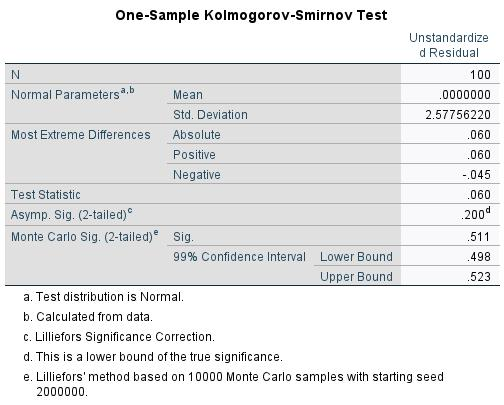 One-Sample Kolmogorov-Smirnov Test
Unstandardize
d Residual
N 100
Normal Parametersa,b Mean .0000000
Std. Deviation 2.57756220
Most Extreme Differences Absolute .060
Positive .060
Negative -.045
Test Statistic .060
Asymp. Sig. (2-tailed)c .200d
Monte Carlo Sig. (2-tailed)e Sig. .511
99% Confidence Interval Lower Bound .498
Upper Bound .523
a. Test distribution is Normal.
b. Calculated from data.
c. Lilliefors Significance Correction.
d. This is a lower bound of the true significance.
e. Lilliefors' method based on 10000 Monte Carlo samples with starting seed
2000000.